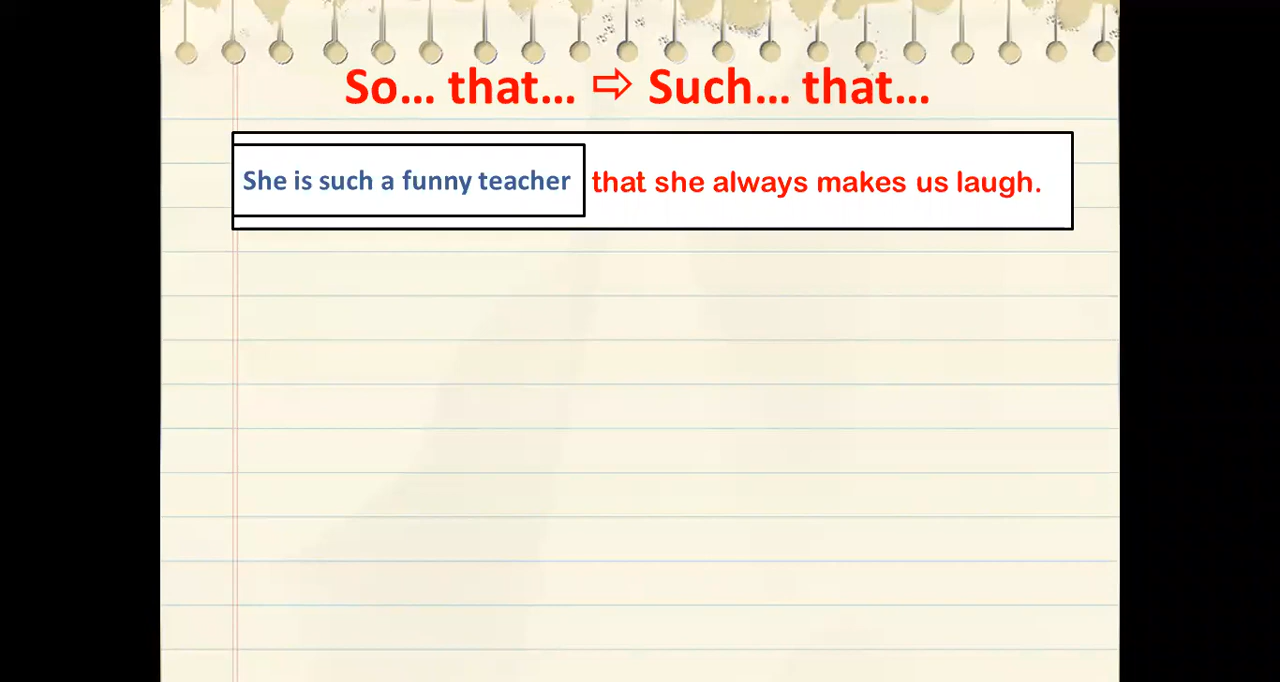 So... that... ⇨ Such... that...
She is such a funny teacher that she always makes us laugh.